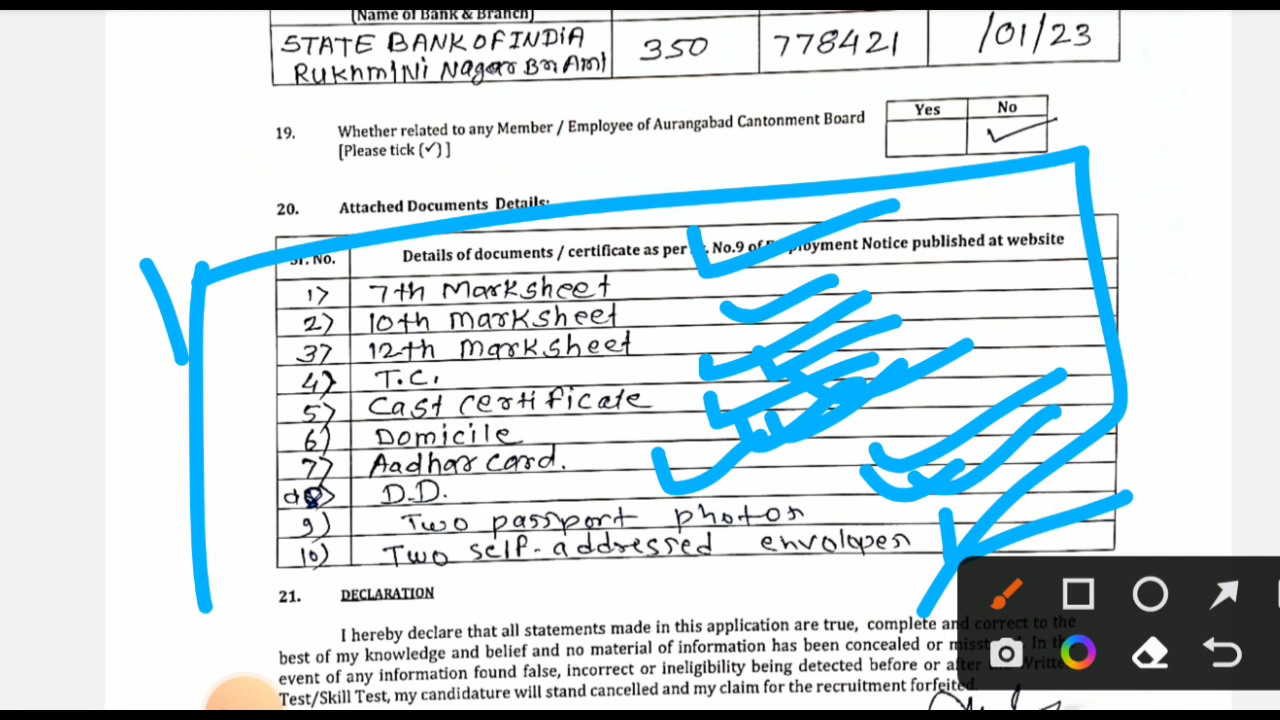 (Name of Bank & Branch)
STATE BANK OF INDIA
Rukhmini Nagar Bn Ami
350
778421
/01/23
19. Whether related to any Member / Employee of Aurangabad Cantonment Board
[Please tick (✓) ]
Yes No
20. Attached Documents Details:
Sr. No. Details of documents / certificate as per No.9 of Employment Notice published at website
1) 7th Marksheet
2) 10th marksheet
3) 12th marksheet
4) T.C.
5) Cast certificate
6) Domicile
7) Aadhar card.
8) D.D.
9) Two passport photos
10) Two self-addressed envolopes
21. DECLARATION
I hereby declare that all statements made in this application are true, complete and correct to the
best of my knowledge and belief and no material of information has been concealed or In
event of any information found false, incorrect or ineligibility being detected before or Written
Test/Skill Test, my candidature will stand cancelled and my claim for the recruitment forfeited.